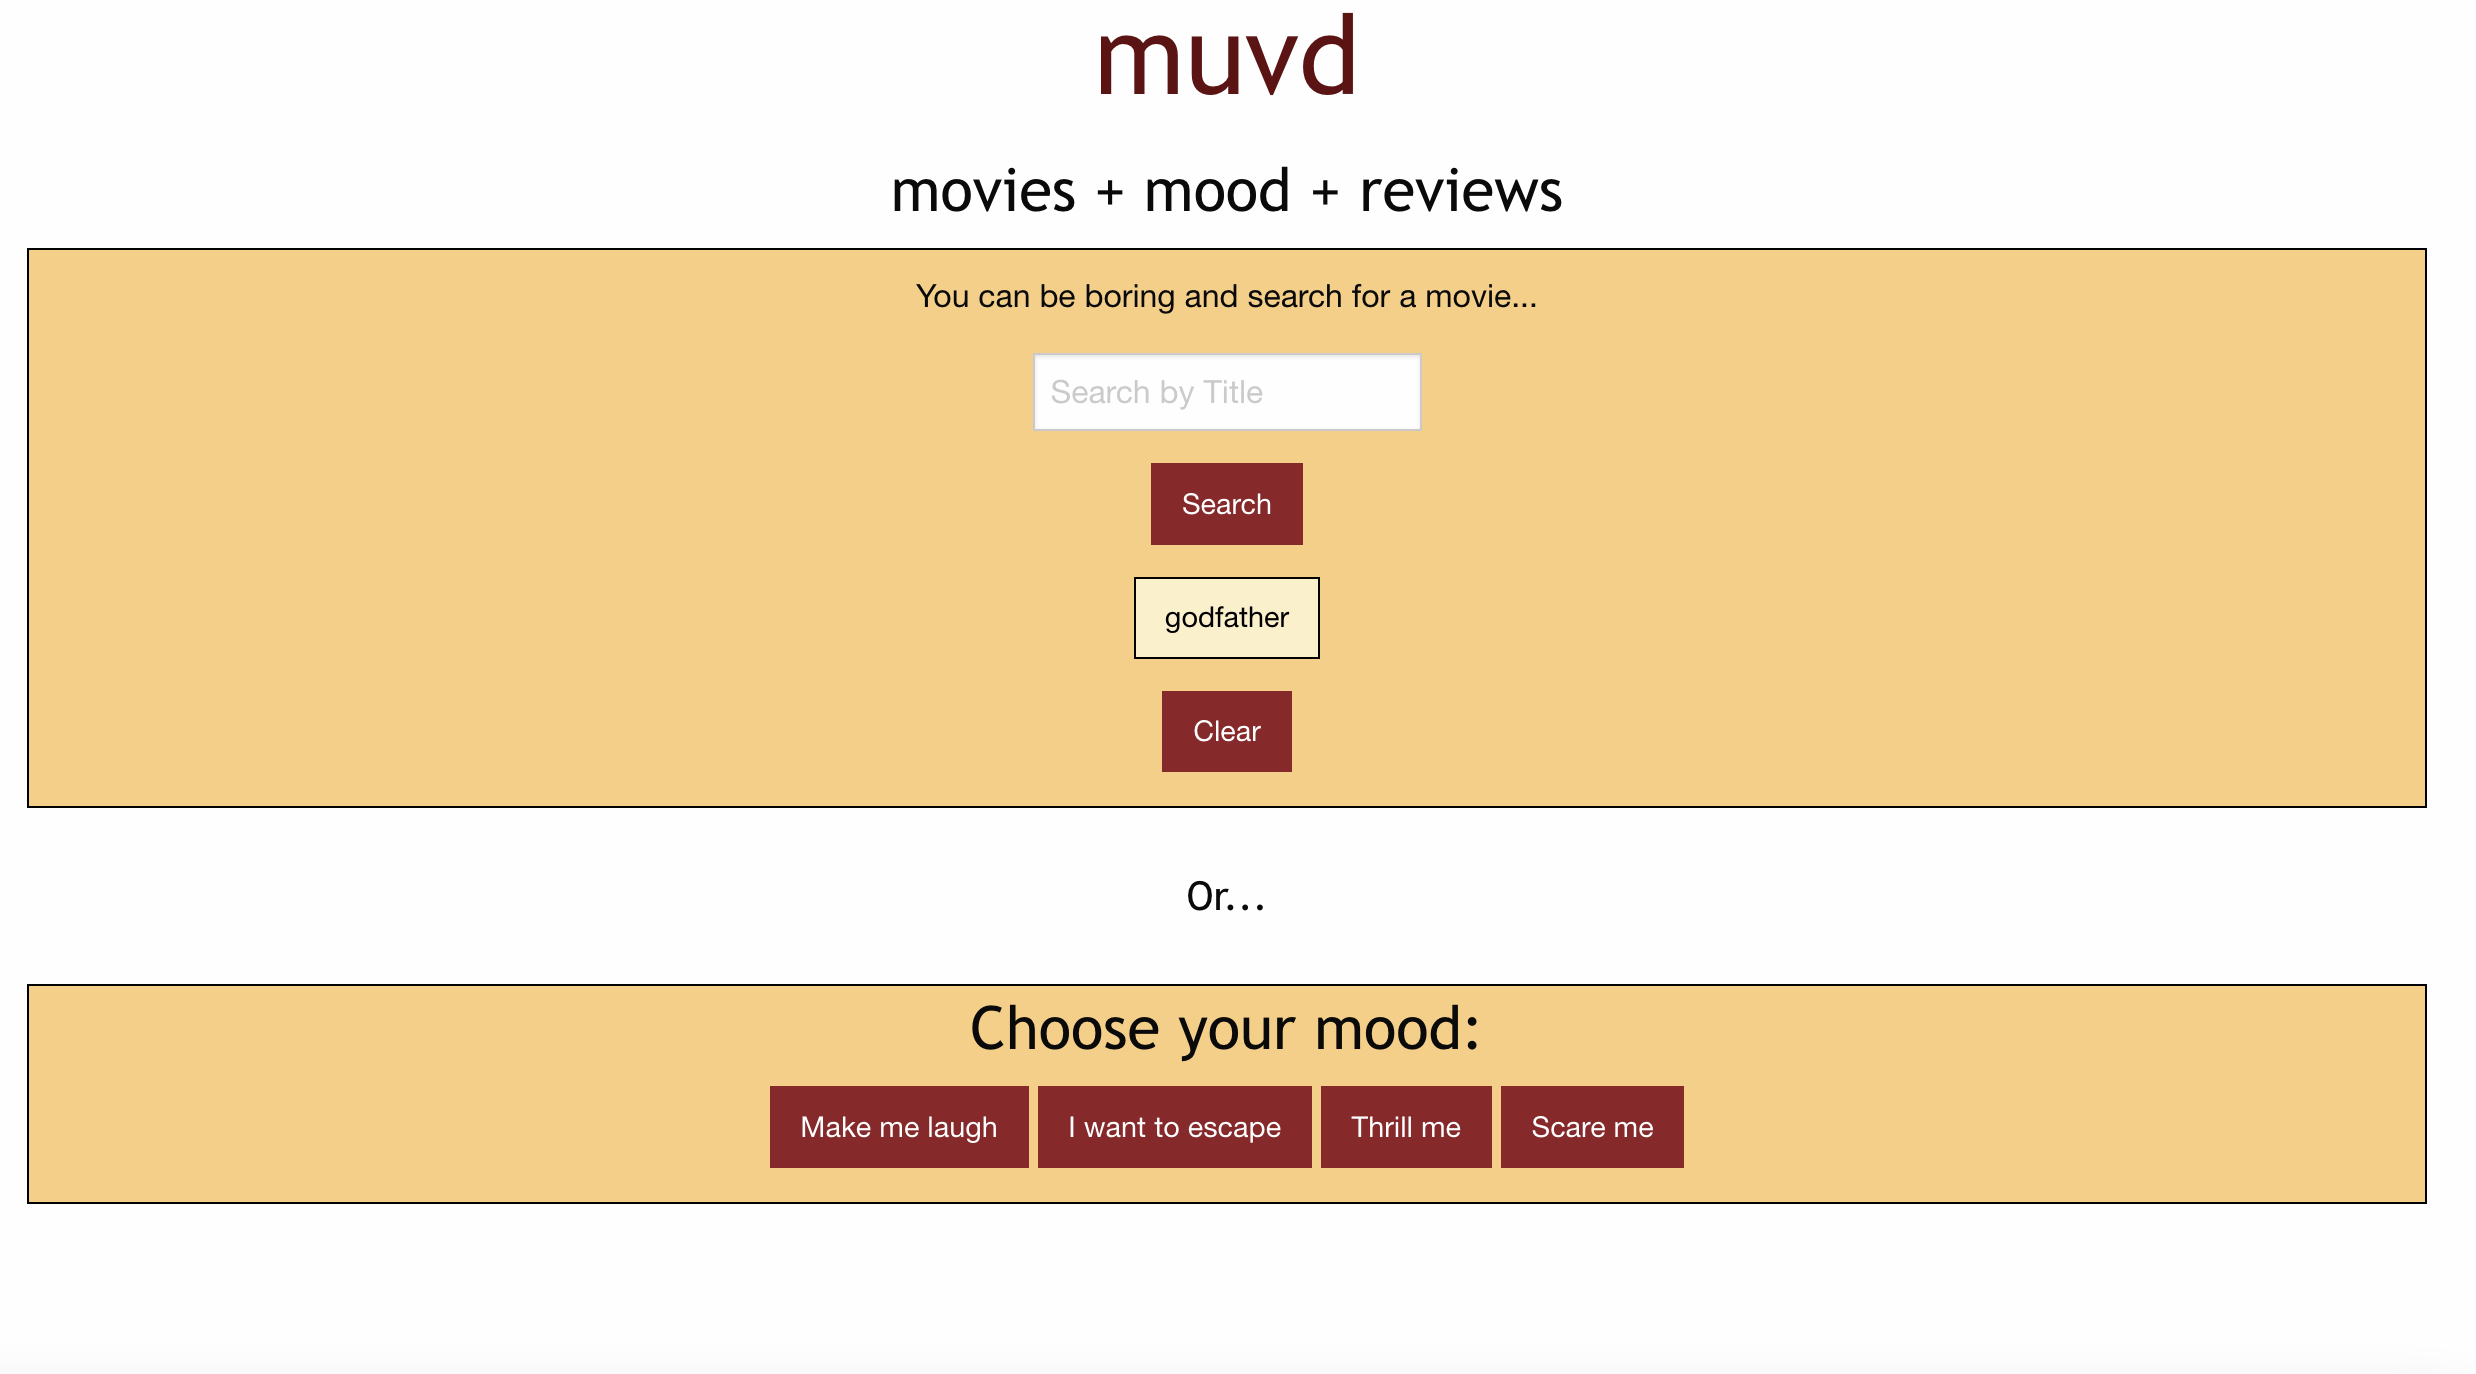 muvd
movies + mood + reviews
You can be boring and search for a movie...
Search by Title
Search
godfather
Clear
Or...
Choose your mood:
Make me laugh I want to escape Thrill me Scare me